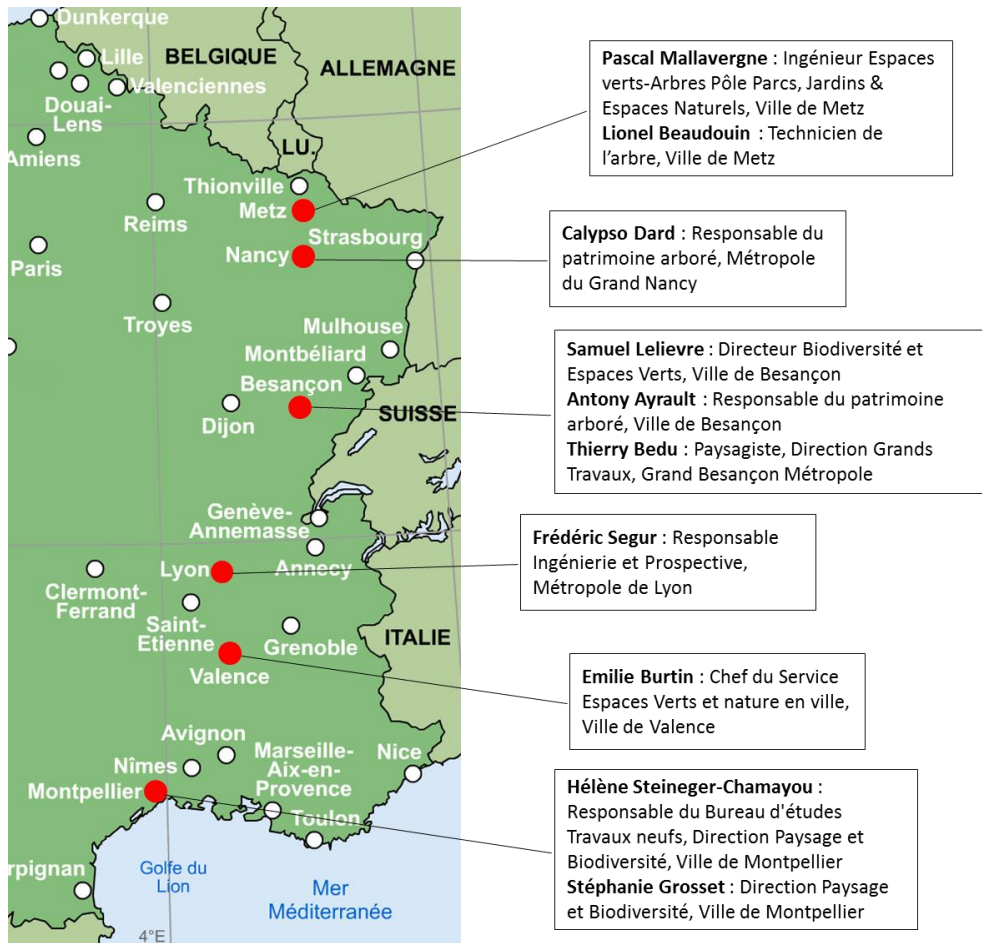 Dunkerque
Lille
Valenciennes
Douai-
Lens
Amiens
BELGIQUE
ALLEMAGNE
LU.
Thionville
Metz
Reims
Nancy
Strasbourg
Paris
Troyes
Mulhouse
Montbéliard
Besançon
Dijon
SUISSE
Genève-
Annemasse
Annecy
Lyon
Clermont-
Ferrand
Saint-
Etienne
Grenoble
ITALIE
Valence
Avignon
Nîmes
Marseille-
Aix-en-
Provence
Nice
Montpellier
Toulon
rpignan
Golfe du
Lion
Mer
Méditerranée
4°E
Pascal Mallavergne : Ingénieur Espaces
verts-Arbres Pôle Parcs, Jardins &
Espaces Naturels, Ville de Metz
Lionel Beaudouin : Technicien de
l’arbre, Ville de Metz
Calypso Dard : Responsable du
patrimoine arboré, Métropole
du Grand Nancy
Samuel Lelievre : Directeur Biodiversité et
Espaces Verts, Ville de Besançon
Antony Ayrault : Responsable du patrimoine
arboré, Ville de Besançon
Thierry Bedu : Paysagiste, Direction Grands
Travaux, Grand Besançon Métropole
Frédéric Segur : Responsable
Ingénierie et Prospective,
Métropole de Lyon
Emilie Burtin : Chef du Service
Espaces Verts et nature en ville,
Ville de Valence
Hélène Steineger-Chamayou :
Responsable du Bureau d'études
Travaux neufs, Direction Paysage et
Biodiversité, Ville de Montpellier
Stéphanie Grosset : Direction Paysage
et Biodiversité, Ville de Montpellier